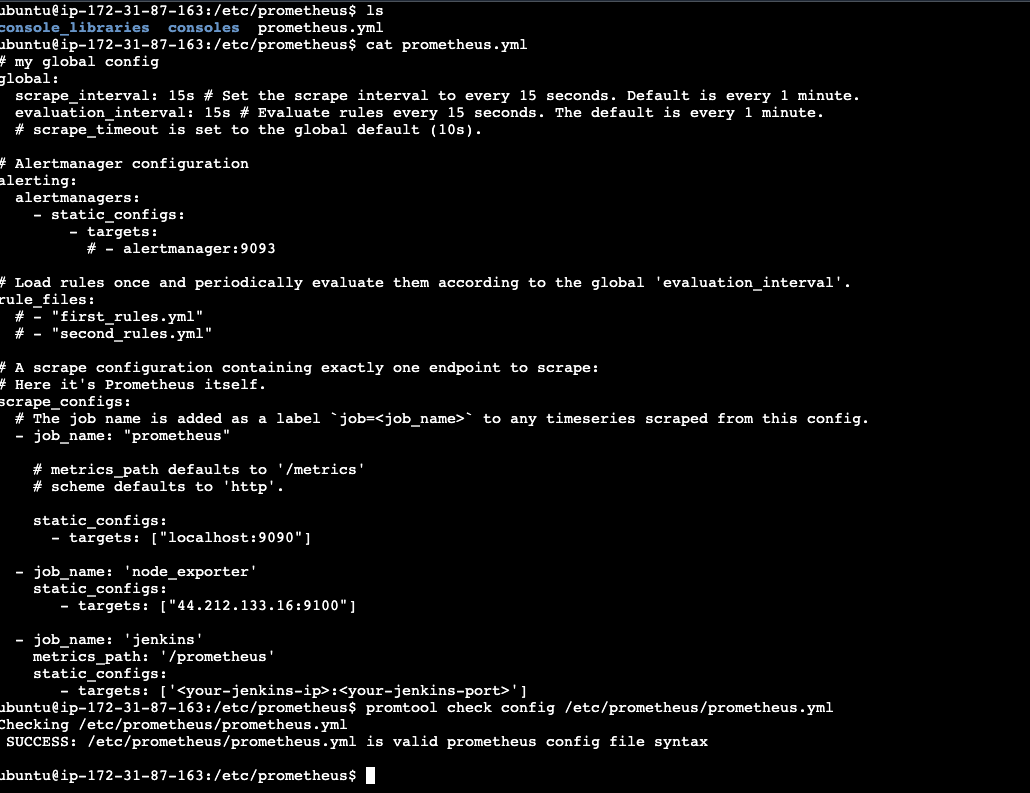 ubuntu@ip-172-31-87-163:/etc/prometheus$ ls
console_libraries  consoles  prometheus.yml
ubuntu@ip-172-31-87-163:/etc/prometheus$ cat prometheus.yml
# my global config
global:
  scrape_interval: 15s # Set the scrape interval to every 15 seconds. Default is every 1 minute.
  evaluation_interval: 15s # Evaluate rules every 15 seconds. The default is every 1 minute.
  # scrape_timeout is set to the global default (10s).

# Alertmanager configuration
alerting:
  alertmanagers:
    - static_configs:
        - targets:
          # - alertmanager:9093

# Load rules once and periodically evaluate them according to the global 'evaluation_interval'.
rule_files:
  # - "first_rules.yml"
  # - "second_rules.yml"

# A scrape configuration containing exactly one endpoint to scrape:
# Here it's Prometheus itself.
scrape_configs:
  # The job name is added as a label `job=<job_name>` to any timeseries scraped from this config.
  - job_name: "prometheus"

    # metrics_path defaults to '/metrics'
    # scheme defaults to 'http'.

    static_configs:
      - targets: ["localhost:9090"]

  - job_name: 'node_exporter'
    static_configs:
       - targets: ["44.212.133.16:9100"]

  - job_name: 'jenkins'
    metrics_path: '/prometheus'
    static_configs:
       - targets: ['<your-jenkins-ip>:<your-jenkins-port>']
ubuntu@ip-172-31-87-163:/etc/prometheus$ promtool check config /etc/prometheus/prometheus.yml
Checking /etc/prometheus/prometheus.yml
 SUCCESS: /etc/prometheus/prometheus.yml is valid prometheus config file syntax

ubuntu@ip-172-31-87-163:/etc/prometheus$